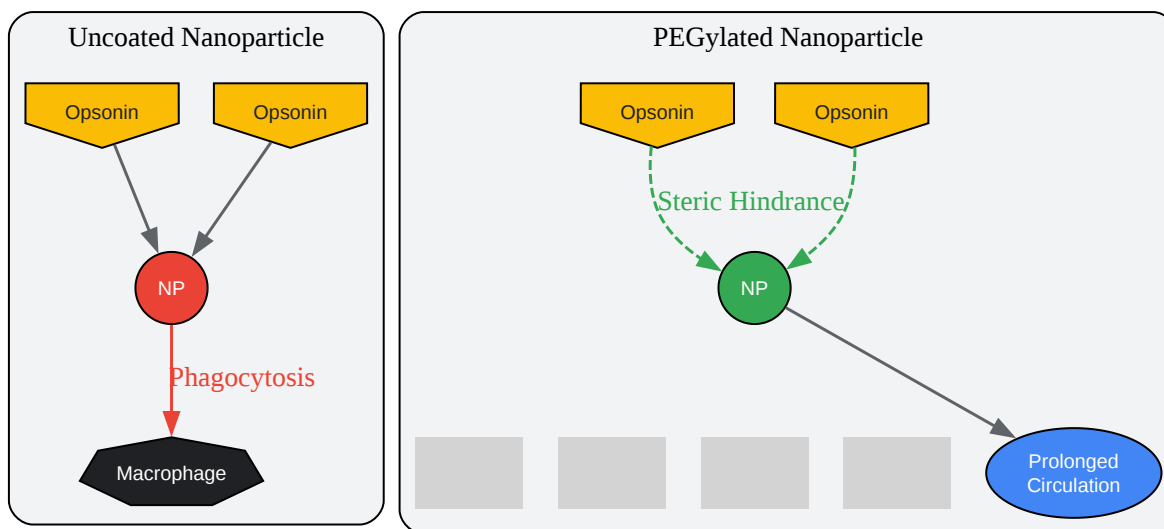 Uncoated Nanoparticle
Opsonin
Opsonin
NP
Phagocytosis
Macrophage
PEGylated Nanoparticle
Opsonin
Opsonin
Steric Hindrance
NP
Prolonged
Circulation